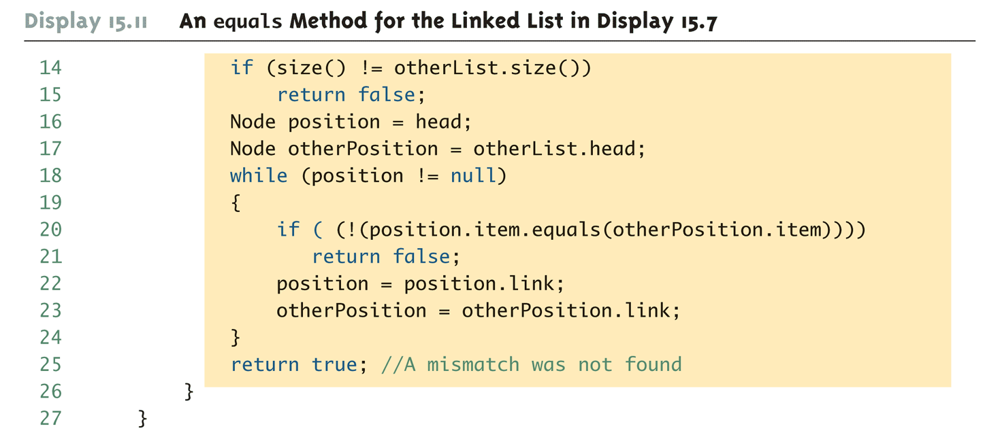 Display 15.11 An equals Method for the Linked List in Display 15.7
14 if (size() != otherList.size())
15 return false;
16 Node position = head;
17 Node otherPosition = otherList.head;
18 while (position != null)
19 {
20 if ( (!(position.item.equals(otherPosition.item))))
21 return false;
22 position = position.link;
23 otherPosition = otherPosition.link;
24 }
25 return true; //A mismatch was not found
26 }
27 }